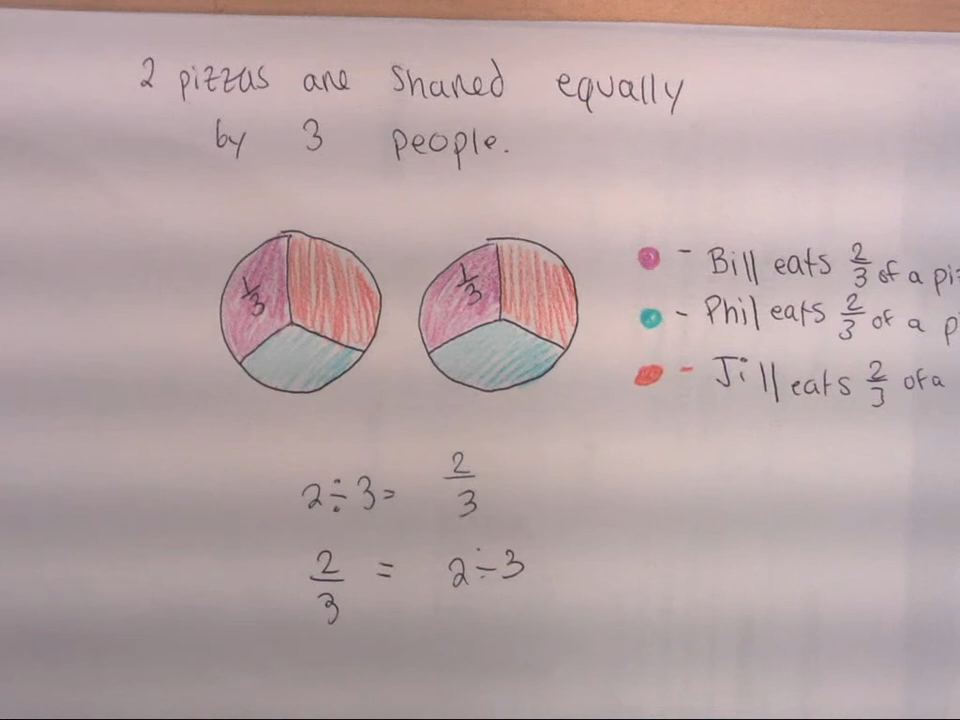 2 pizzas are shared equally
by 3 people.
1/3
1/3
- Bill eats 2/3 of a
- Phil eats 2/3 of a
- Jill eats 2/3 of a
2 ÷ 3 = 2/3
2/3 = 2 ÷ 3